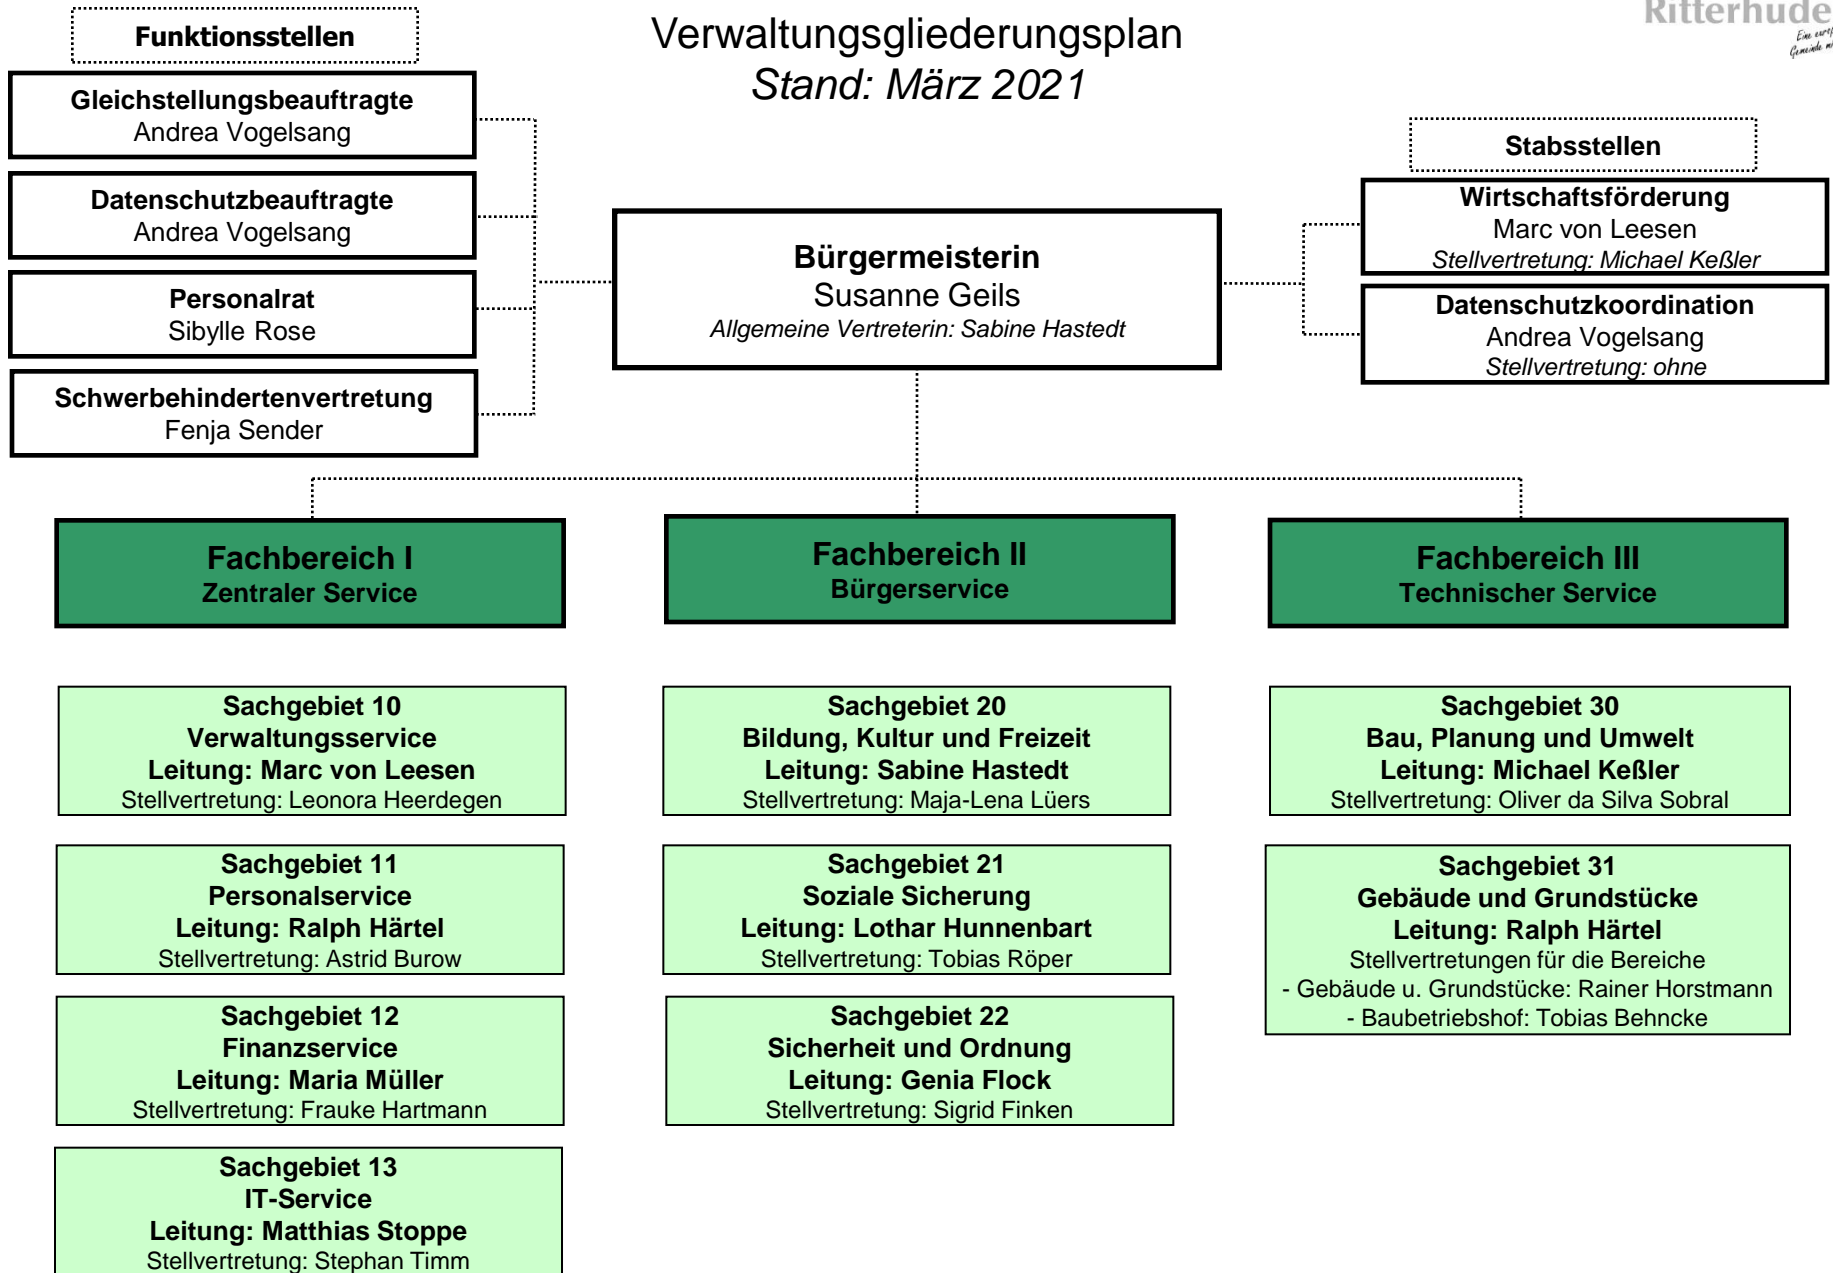 Verwaltungsgliederungsplan
Stand: März 2021
Ritterhude
Funktionsstellen
Gleichstellungsbeauftragte
Andrea Vogelsang
Datenschutzbeauftragte
Andrea Vogelsang
Personalrat
Sibylle Rose
Schwerbehindertenvertretung
Fenja Sender
Bürgermeisterin
Susanne Geils
Allgemeine Vertreterin: Sabine Hastedt
Stabsstellen
Wirtschaftsförderung
Marc von Leesen
Stellvertretung: Michael Keßler
Datenschutzkoordination
Andrea Vogelsang
Stellvertretung: ohne
Fachbereich I
Zentraler Service
Sachgebiet 10
Verwaltungsservice
Leitung: Marc von Leesen
Stellvertretung: Leonora Heerdegen
Sachgebiet 11
Personalservice
Leitung: Ralph Härtel
Stellvertretung: Astrid Burow
Sachgebiet 12
Finanzservice
Leitung: Maria Müller
Stellvertretung: Frauke Hartmann
Sachgebiet 13
IT-Service
Leitung: Matthias Stoppe
Stellvertretung: Stephan Timm
Fachbereich II
Bürgerservice
Sachgebiet 20
Bildung, Kultur und Freizeit
Leitung: Sabine Hastedt
Stellvertretung: Maja-Lena Lüers
Sachgebiet 21
Soziale Sicherung
Leitung: Lothar Hunnenbart
Stellvertretung: Tobias Röper
Sachgebiet 22
Sicherheit und Ordnung
Leitung: Genia Flock
Stellvertretung: Sigrid Finken
Fachbereich III
Technischer Service
Sachgebiet 30
Bau, Planung und Umwelt
Leitung: Michael Keßler
Stellvertretung: Oliver da Silva Sobral
Sachgebiet 31
Gebäude und Grundstücke
Leitung: Ralph Härtel
Stellvertretungen für die Bereiche
- Gebäude u. Grundstücke: Rainer Horstmann
- Baubetriebshof: Tobias Behncke